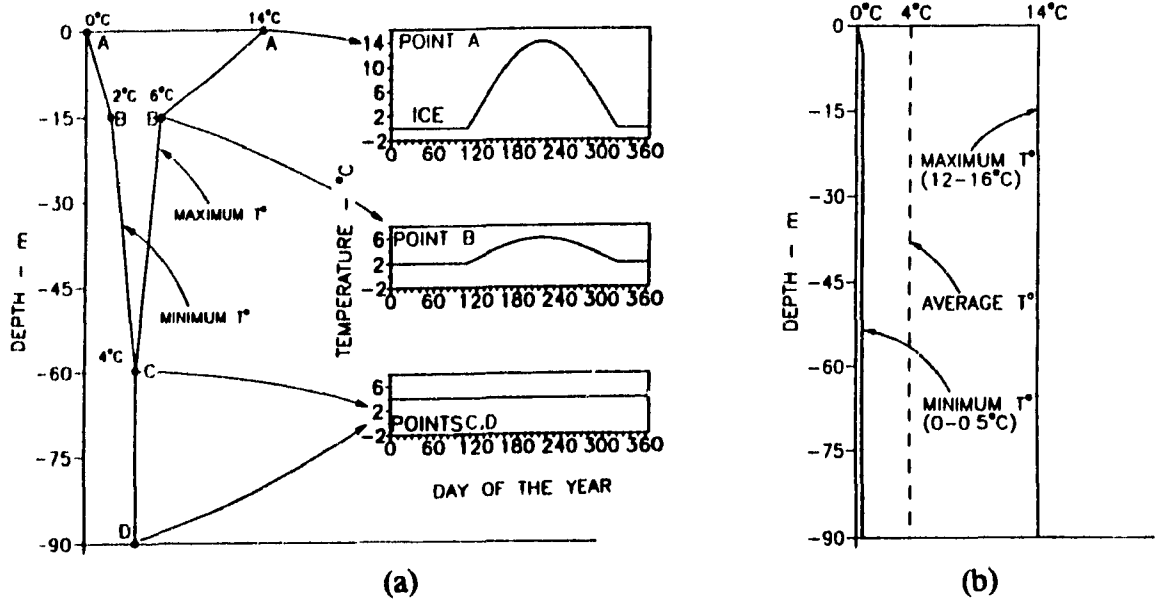 0°C
14°C
0
A
A
2°C
6°C
-15
B
B
-30
MAXIMUM T°
-45
MINIMUM T°
4°C
-60
C
-75
D
-90
DEPTH - m
TEMPERATURE - °C
14
10
6
2
-2
POINT A
ICE
0 60 120 180 240 300 360
6
2
-2
POINT B
0 60 120 180 240 300 360
6
2
-2
POINTS C,D
0 60 120 180 240 300 360
DAY OF THE YEAR
(a)
0°C 4°C 14°C
0
-15
MAXIMUM T°
(12-16°C)
-30
-45
AVERAGE T°
-60
MINIMUM T°
(0-0 5°C)
-75
-90
DEPTH - m
(b)